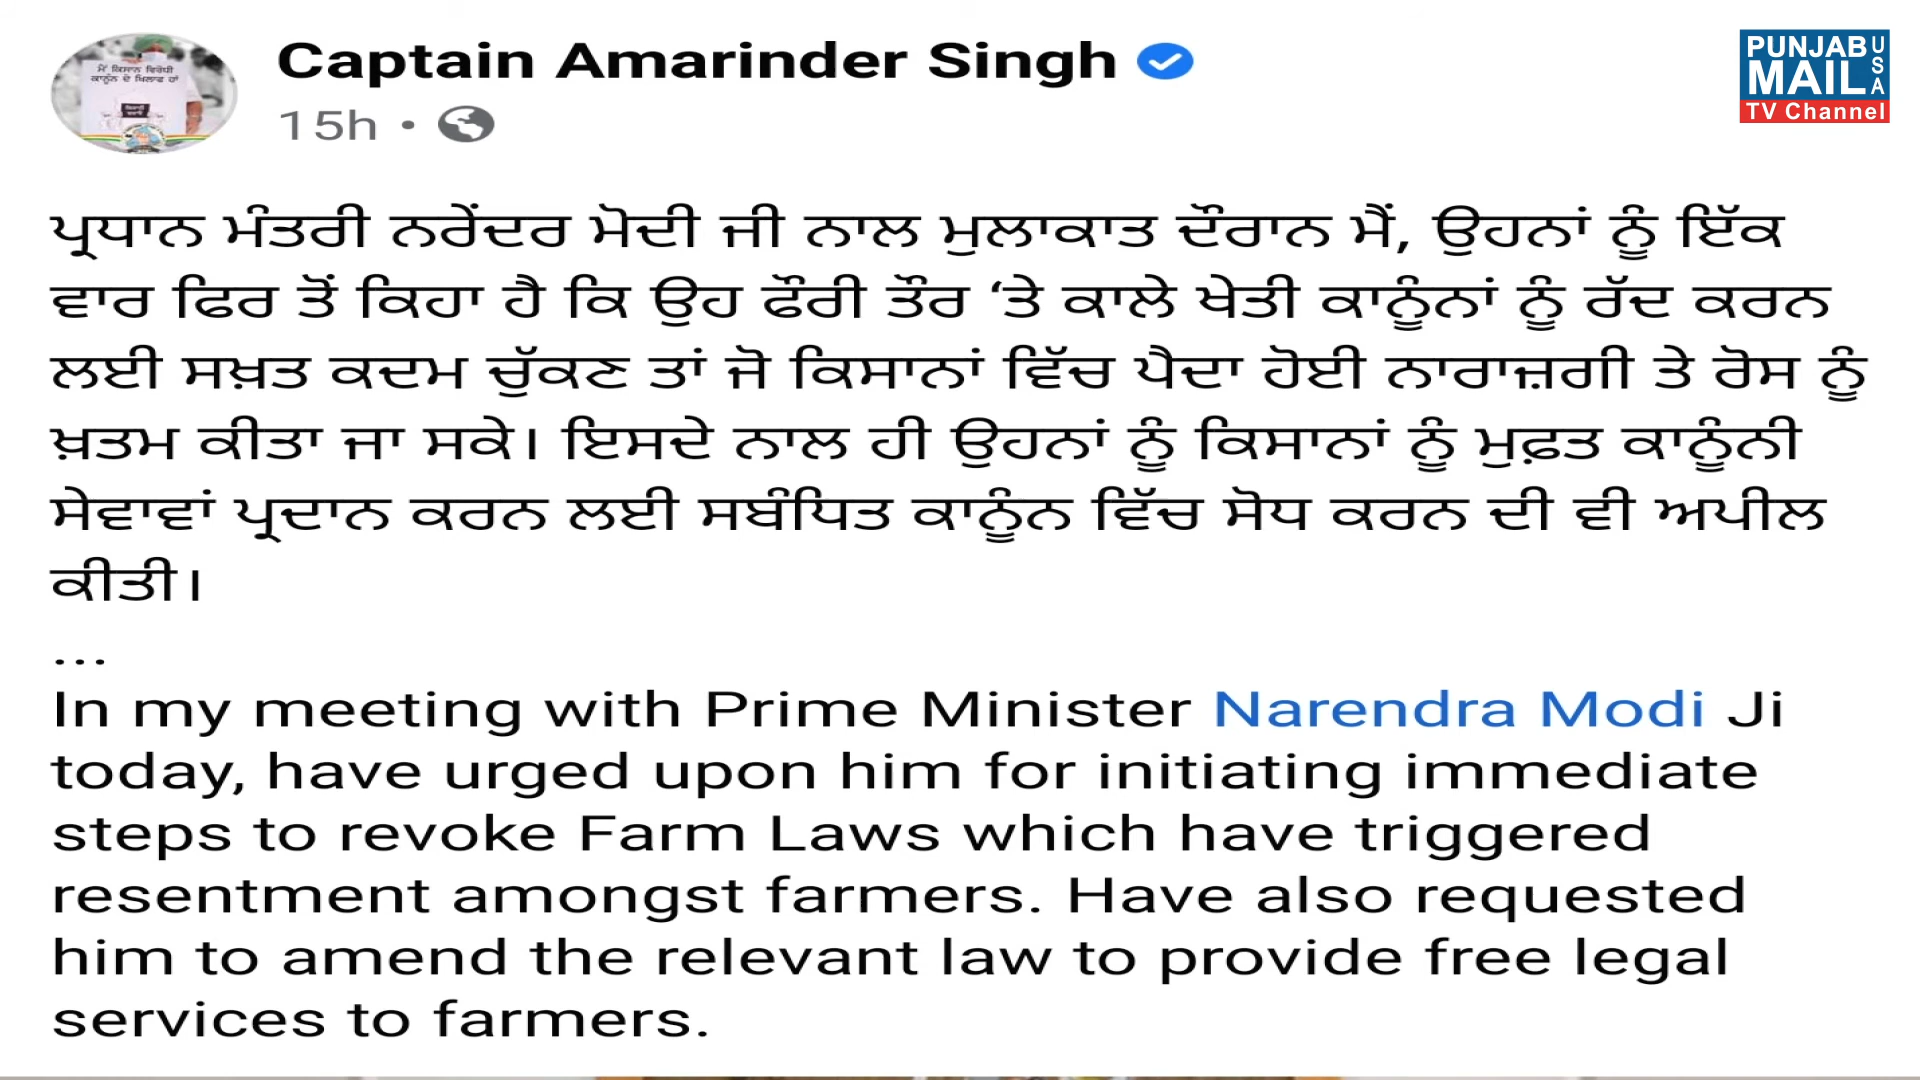 Captain Amarinder Singh
15h
PUNJAB USA
MAIL
TV Channel
ਮੈਂ ਕਿਸਾਨ ਵਿਰੋਧੀ
ਕਾਨੂੰਨ ਦੇ ਖਿਲਾਫ ਹਾਂ
ਪ੍ਰਧਾਨ ਮੰਤਰੀ ਨਰੇਂਦਰ ਮੋਦੀ ਜੀ ਨਾਲ ਮੁਲਾਕਾਤ ਦੌਰਾਨ ਮੈਂ, ਉਹਨਾਂ ਨੂੰ ਇੱਕ
ਵਾਰ ਫਿਰ ਤੋਂ ਕਿਹਾ ਹੈ ਕਿ ਉਹ ਫੌਰੀ ਤੌਰ ‘ਤੇ ਕਾਲੇ ਖੇਤੀ ਕਾਨੂੰਨਾਂ ਨੂੰ ਰੱਦ ਕਰਨ
ਲਈ ਸਖ਼ਤ ਕਦਮ ਚੁੱਕਣ ਤਾਂ ਜੋ ਕਿਸਾਨਾਂ ਵਿੱਚ ਪੈਦਾ ਹੋਈ ਨਾਰਾਜ਼ਗੀ ਤੇ ਰੋਸ ਨੂੰ
ਖ਼ਤਮ ਕੀਤਾ ਜਾ ਸਕੇ। ਇਸਦੇ ਨਾਲ ਹੀ ਉਹਨਾਂ ਨੂੰ ਕਿਸਾਨਾਂ ਨੂੰ ਮੁਫ਼ਤ ਕਾਨੂੰਨੀ
ਸੇਵਾਵਾਂ ਪ੍ਰਦਾਨ ਕਰਨ ਲਈ ਸਬੰਧਿਤ ਕਾਨੂੰਨ ਵਿੱਚ ਸੋਧ ਕਰਨ ਦੀ ਵੀ ਅਪੀਲ
ਕੀਤੀ।
...
In my meeting with Prime Minister Narendra Modi Ji
today, have urged upon him for initiating immediate
steps to revoke Farm Laws which have triggered
resentment amongst farmers. Have also requested
him to amend the relevant law to provide free legal
services to farmers.